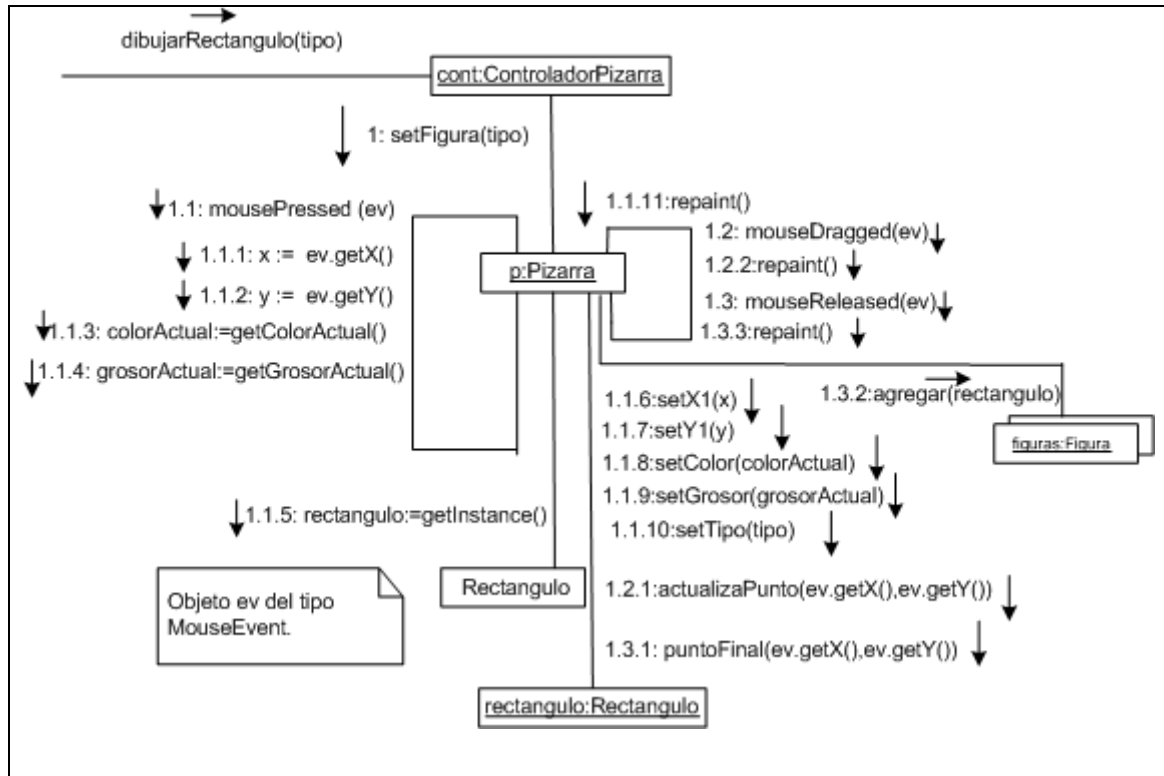 dibujarRectangulo(tipo)
cont:ControladorPizarra
1: setFigura(tipo)
1.1: mousePressed (ev)
1.1.1: x := ev.getX()
1.1.2: y := ev.getY()
1.1.3: colorActual:=getColorActual()
1.1.4: grosorActual:=getGrosorActual()
p:Pizarra
1.1.11:repaint()
1.2: mouseDragged(ev)
1.2.2:repaint()
1.3: mouseReleased(ev)
1.3.3:repaint()
1.3.2:agregar(rectangulo)
figuras:Figura
1.1.6:setX1(x)
1.1.7:setY1(y)
1.1.8:setColor(colorActual)
1.1.9:setGrosor(grosorActual)
1.1.10:setTipo(tipo)
1.1.5: rectangulo:=getInstance()
Rectangulo
Objeto ev del tipo
MouseEvent.
1.2.1:actualizaPunto(ev.getX(),ev.getY())
1.3.1: puntoFinal(ev.getX(),ev.getY())
rectangulo:Rectangulo